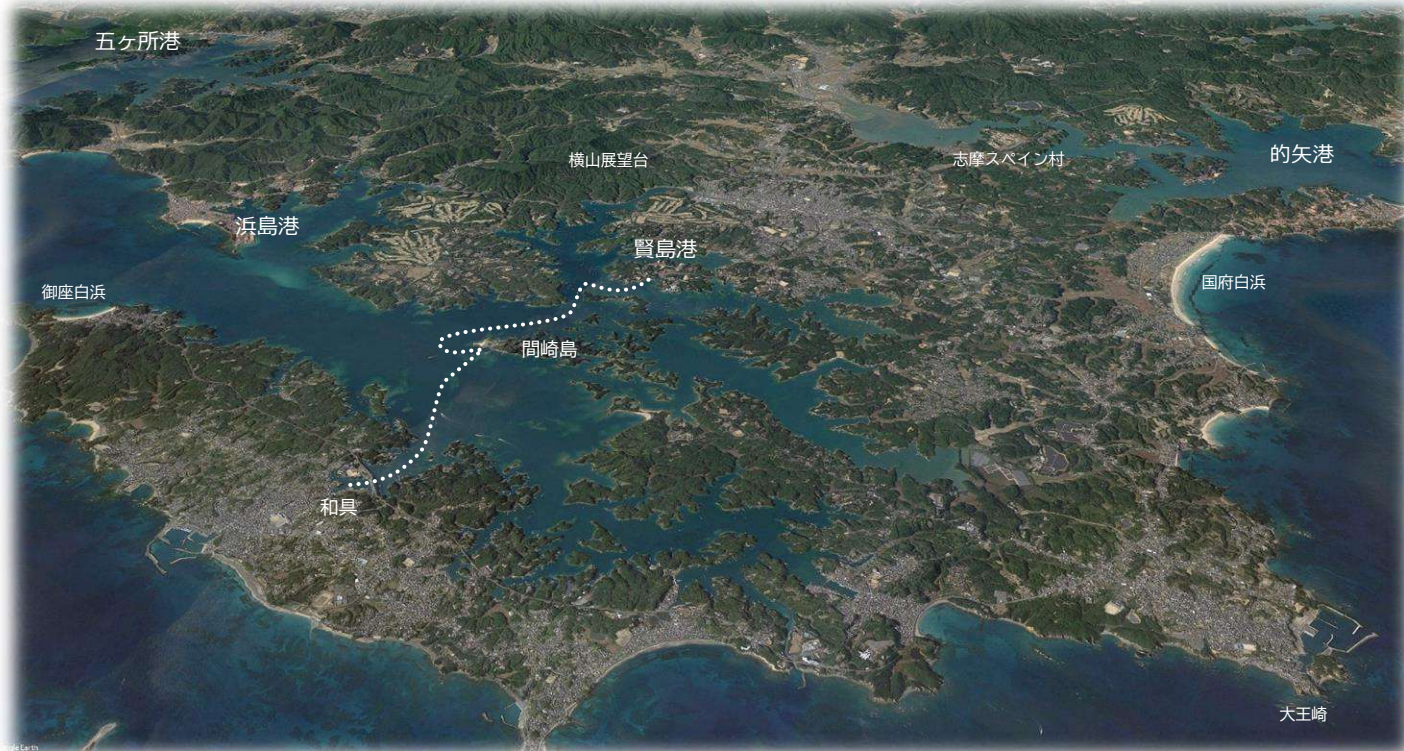 五ヶ所港
横山展望台
志摩スペイン村
的矢港
浜島港
賢島港
御座白浜
国府白浜
間崎島
和具
大王崎